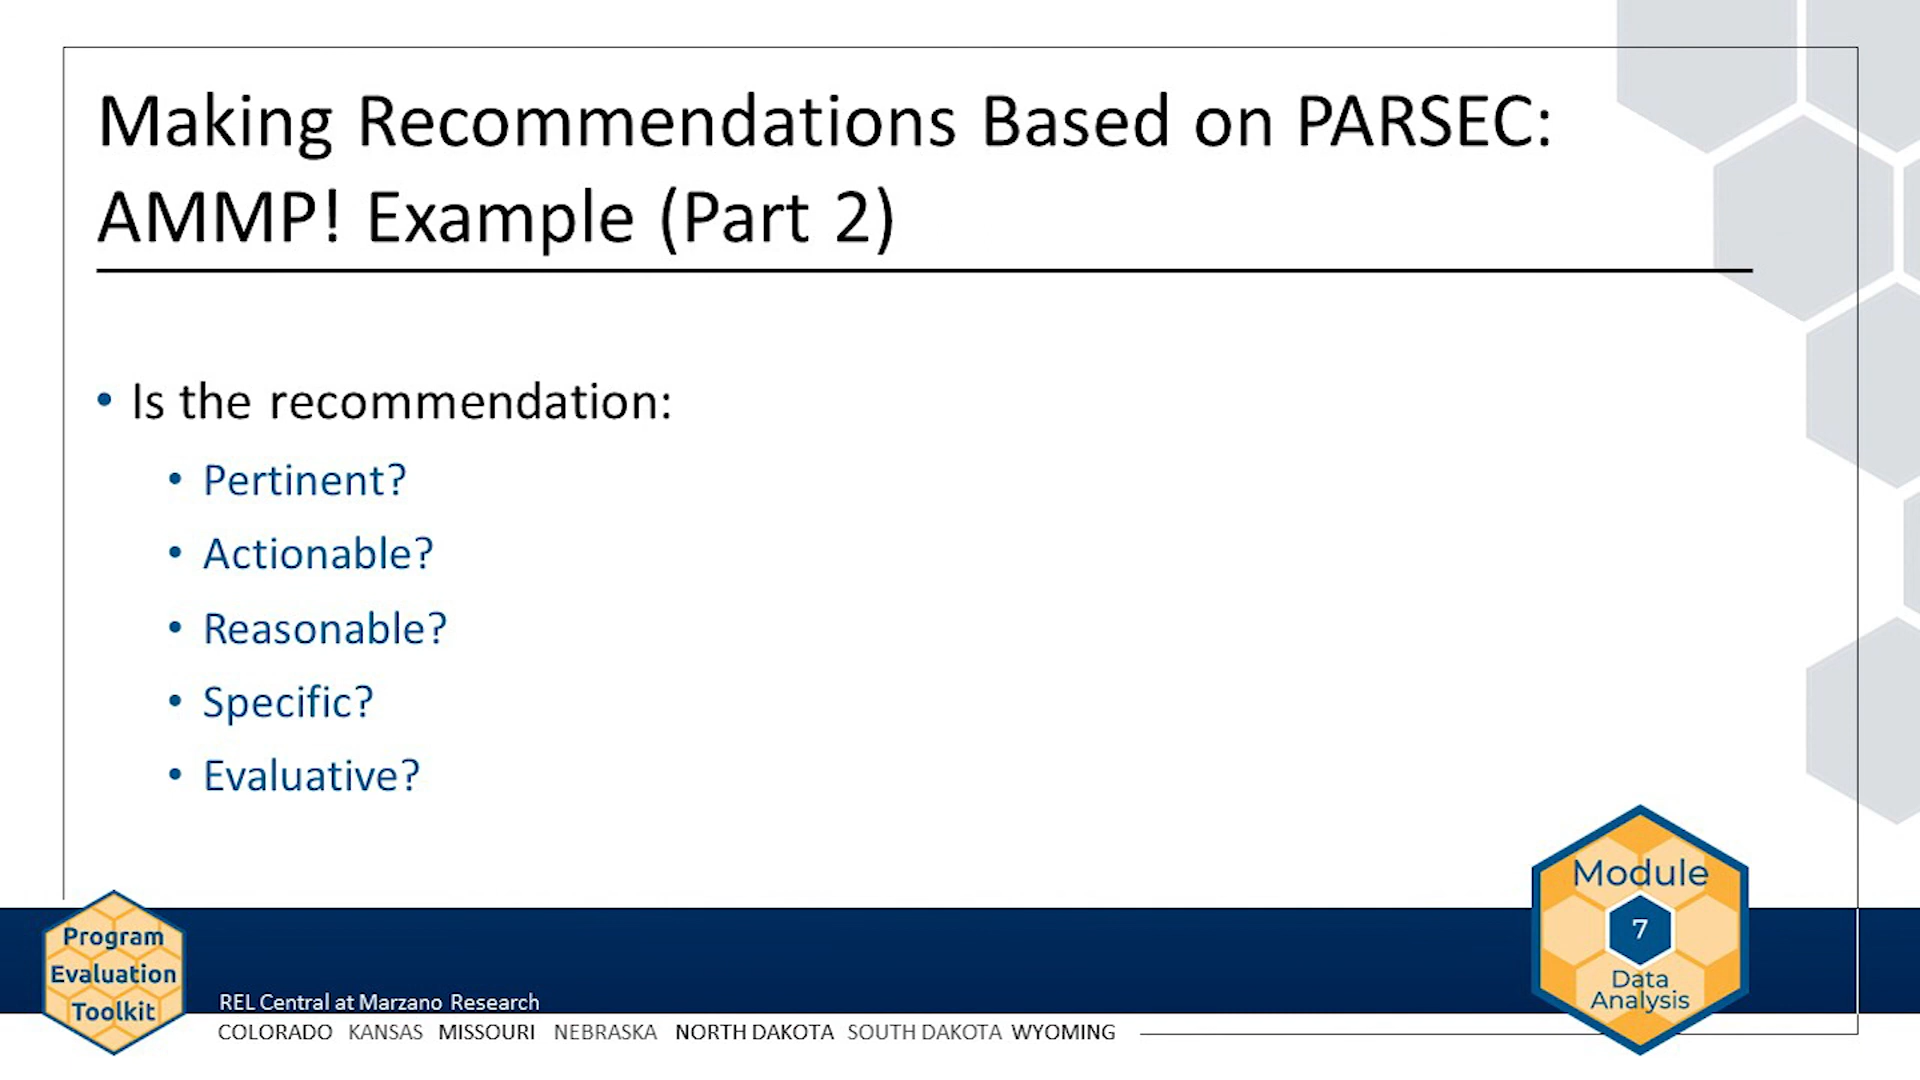 Making Recommendations Based on PARSEC:
AMMP! Example (Part 2)
• Is the recommendation:
• Pertinent?
• Actionable?
• Reasonable?
• Specific?
• Evaluative?
Module
7
Data
Analysis
Program
Evaluation
Toolkit
REL Central at Marzano Research
COLORADO KANSAS MISSOURI NEBRASKA NORTH DAKOTA SOUTH DAKOTA WYOMING